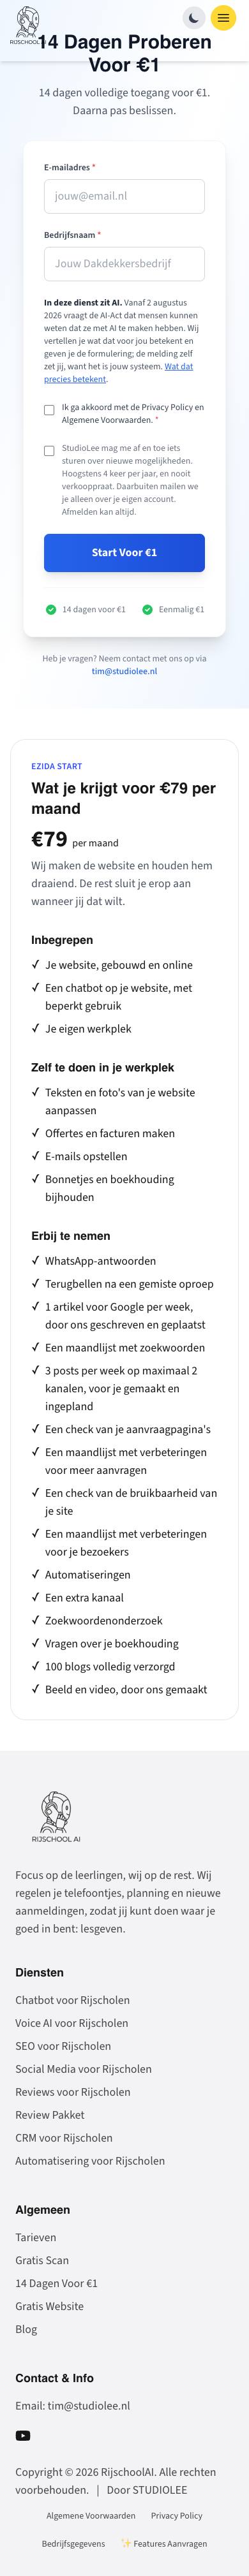 RIJSCHOOL AI
14 Dagen Proberen
Voor €1
14 dagen volledige toegang voor €1.
Daarna pas beslissen.
E-mailadres *
jouw@email.nl
Bedrijfsnaam *
Jouw Dakdekkersbedrijf
In deze dienst zit AI. Vanaf 2 augustus
2026 vraagt de AI-Act dat mensen kunnen
weten dat ze met AI te maken hebben. Wij
vertellen je wat dat voor jou betekent en
geven je de formulering; de melding zelf
zet jij, want het is jouw systeem. Wat dat
precies betekent.
Ik ga akkoord met de Privacy Policy en
Algemene Voorwaarden. *
StudioLee mag me af en toe iets
sturen over nieuwe mogelijkheden.
Hoogstens 4 keer per jaar, en nooit
verkooppraat. Daarbuiten mailen we
je alleen over je eigen account.
Afmelden kan altijd.
Start Voor €1
14 dagen voor €1
Eenmalig €1
Heb je vragen? Neem contact met ons op via
tim@studiolee.nl
EZIDA START
Wat je krijgt voor €79 per
maand
€79 per maand
Wij maken de website en houden hem
draaiend. De rest sluit je erop aan
wanneer jij dat wilt.
Inbegrepen
✓ Je website, gebouwd en online
✓ Een chatbot op je website, met
beperkt gebruik
✓ Je eigen werkplek
Zelf te doen in je werkplek
✓ Teksten en foto's van je website
aanpassen
✓ Offertes en facturen maken
✓ E-mails opstellen
✓ Bonnetjes en boekhouding
bijhouden
Erbij te nemen
✓ WhatsApp-antwoorden
✓ Terugbellen na een gemiste oproep
✓ 1 artikel voor Google per week,
door ons geschreven en geplaatst
✓ Een maandlijst met zoekwoorden
✓ 3 posts per week op maximaal 2
kanalen, voor je gemaakt en
ingepland
✓ Een check van je aanvraagpagina's
✓ Een maandlijst met verbeteringen
voor meer aanvragen
✓ Een check van de bruikbaarheid van
je site
✓ Een maandlijst met verbeteringen
voor je bezoekers
✓ Automatiseringen
✓ Een extra kanaal
✓ Zoekwoordenonderzoek
✓ Vragen over je boekhouding
✓ 100 blogs volledig verzorgd
✓ Beeld en video, door ons gemaakt
RIJSCHOOL AI
Focus op de leerlingen, wij op de rest. Wij
regelen je telefoontjes, planning en nieuwe
aanmeldingen, zodat jij kunt doen waar je
goed in bent: lesgeven.
Diensten
Chatbot voor Rijscholen
Voice AI voor Rijscholen
SEO voor Rijscholen
Social Media voor Rijscholen
Reviews voor Rijscholen
Review Pakket
CRM voor Rijscholen
Automatisering voor Rijscholen
Algemeen
Tarieven
Gratis Scan
14 Dagen Voor €1
Gratis Website
Blog
Contact & Info
Email: tim@studiolee.nl
Copyright © 2026 RijschoolAI. Alle rechten
voorbehouden. | Door STUDIOLEE
Algemene Voorwaarden Privacy Policy
Bedrijfsgegevens ✨ Features Aanvragen